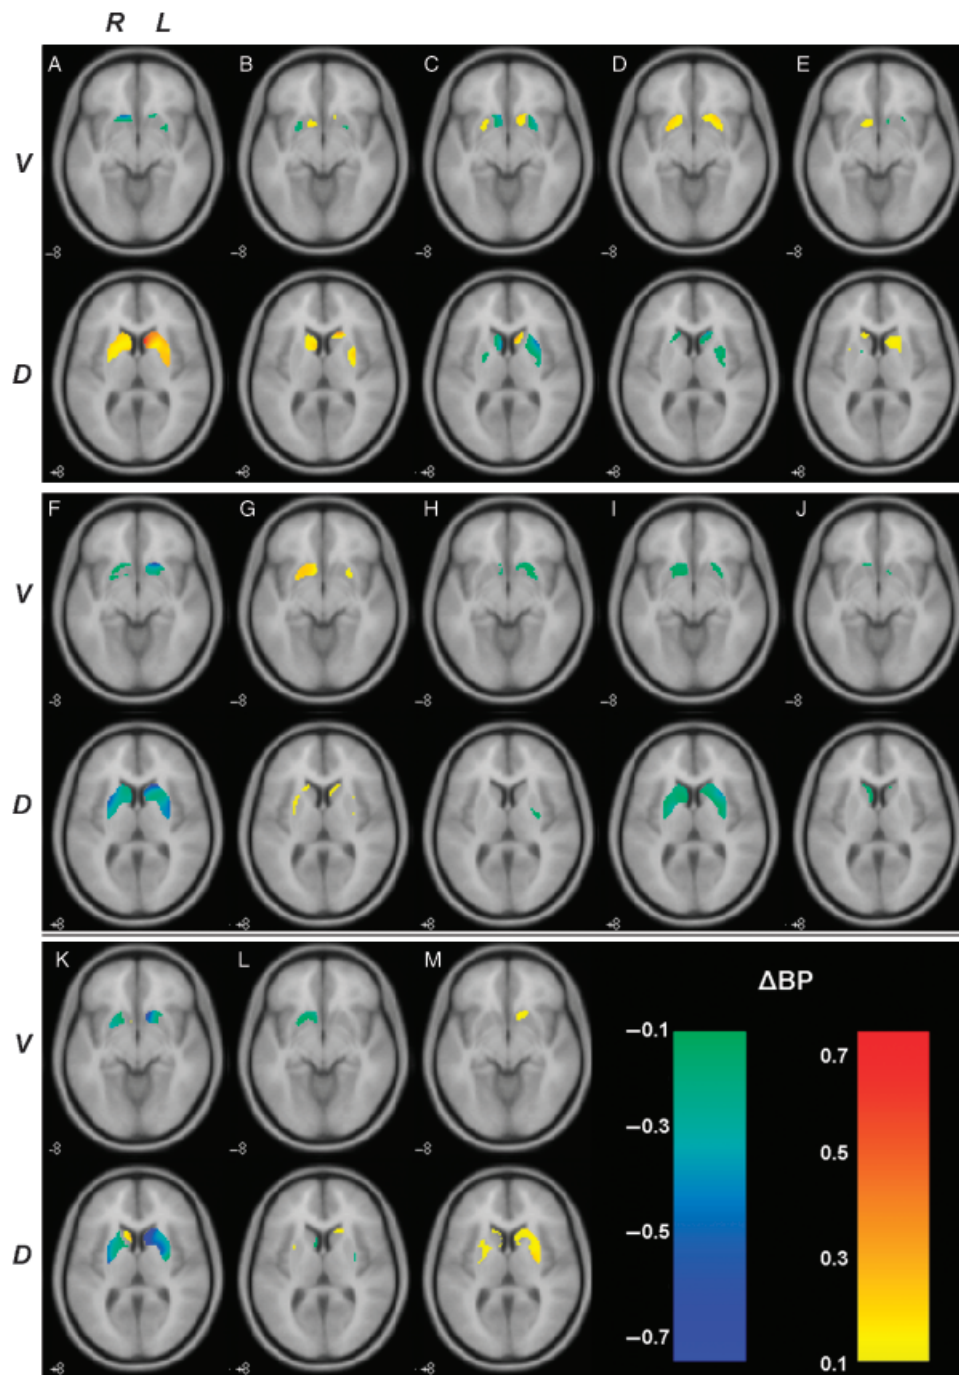 R L
A B C D E
V
−8 −8 −8 −8 −8
D
+8 +8 +8 +8 +8
F G H I J
V
−8 −8 −8 −8 −8
D
+8 +8 +8 +8 +8
K L M
ΔBP
V
−0.1
0.7
−0.3
0.5
−8 −8 −8
−0.5
D
0.3
−0.7
0.1
+8 +8 +8